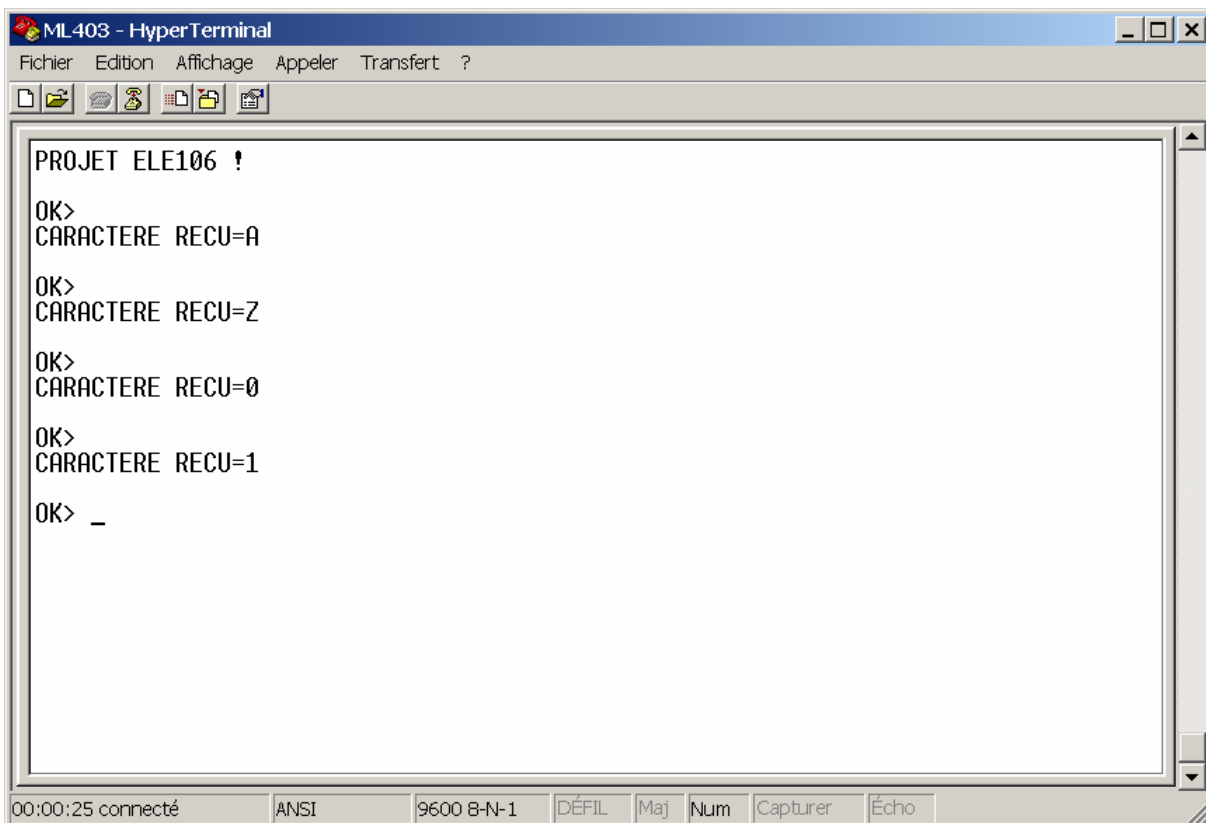 ML403 - HyperTerminal
Fichier Edition Affichage Appeler Transfert ?
PROJET ELE106 !
OK>
CARACTERE RECU=A
OK>
CARACTERE RECU=Z
OK>
CARACTERE RECU=0
OK>
CARACTERE RECU=1
OK> _
00:00:25 connecté ANSI 9600 8-N-1 DÉFIL Maj Num Capturer Écho